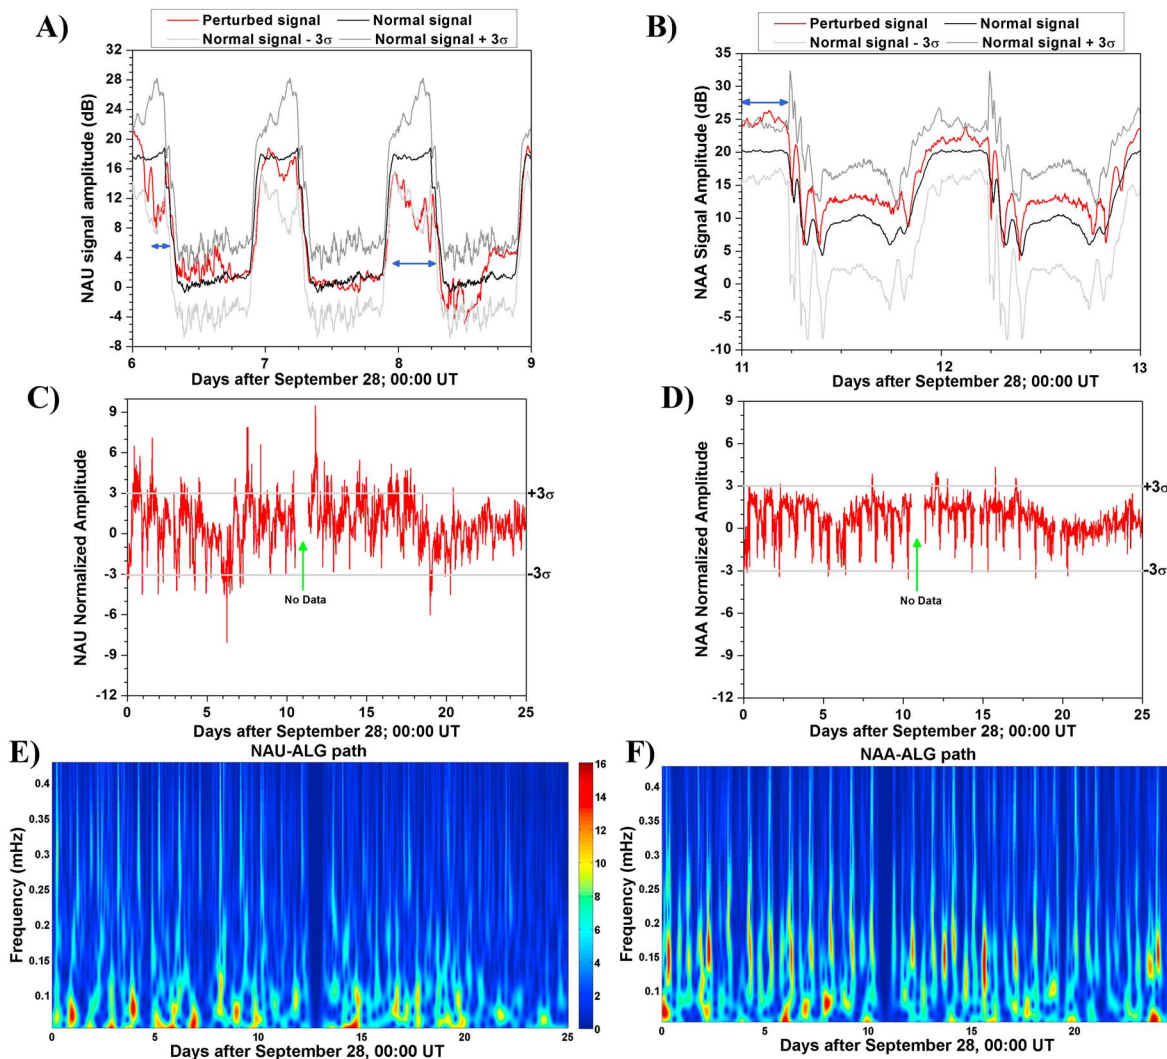 A)
Perturbed signal Normal signal
Normal signal - 3σ Normal signal + 3σ
NAU signal amplitude (dB)
32
28
24
20
16
12
8
4
0
-4
-8
6 7 8 9
Days after September 28; 00:00 UT
B)
Perturbed signal Normal signal
Normal signal - 3σ Normal signal + 3σ
NAA Signal Amplitude (dB)
35
30
25
20
15
10
5
0
-5
-10
11 12 13
Days after September 28; 00:00 UT
C)
NAU Normalized Amplitude
9
6
3
0
-3
-6
-9
-12
+3σ
-3σ
No Data
0 5 10 15 20 25
Days after September 28; 00:00 UT
D)
NAA Normalized Amplitude
9
6
3
0
-3
-6
-9
-12
+3σ
-3σ
No Data
0 5 10 15 20 25
Days after September 28; 00:00 UT
E)
NAU-ALG path
Frequency (mHz)
0.4
0.35
0.3
0.25
0.2
0.15
0.1
0 5 10 15 20 25
Days after September 28, 00:00 UT
16
14
12
10
8
6
4
2
0
F)
NAA-ALG path
Frequency (mHz)
0.4
0.35
0.3
0.25
0.2
0.15
0.1
0 5 10 15 20
Days after September 28, 00:00 UT